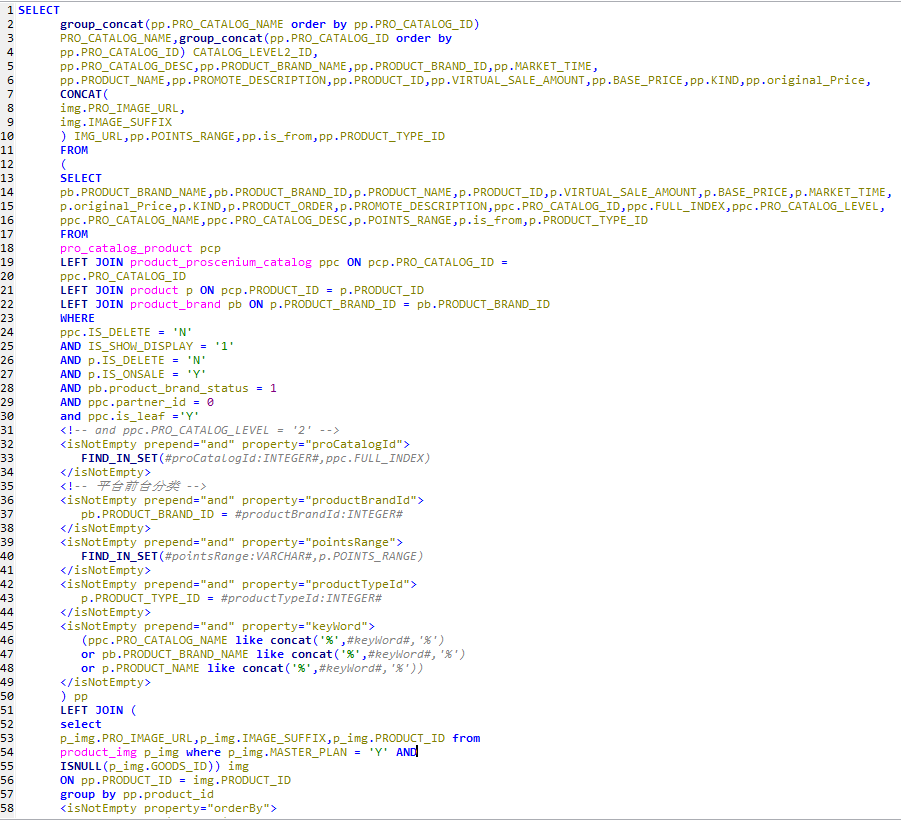 1 SELECT
2 group_concat(pp.PRO_CATALOG_NAME order by pp.PRO_CATALOG_ID)
3 PRO_CATALOG_NAME,group_concat(pp.PRO_CATALOG_ID order by
4 pp.PRO_CATALOG_ID) CATALOG_LEVEL2_ID,
5 pp.PRO_CATALOG_DESC,pp.PRODUCT_BRAND_NAME,pp.PRODUCT_BRAND_ID,pp.MARKET_TIME,
6 pp.PRODUCT_NAME,pp.PROMOTE_DESCRIPTION,pp.PRODUCT_ID,pp.VIRTUAL_SALE_AMOUNT,pp.BASE_PRICE,pp.KIND,pp.original_Price,
7 CONCAT(
8 img.PRO_IMAGE_URL,
9 img.IMAGE_SUFFIX
10 ) IMG_URL,pp.POINTS_RANGE,pp.is_from,pp.PRODUCT_TYPE_ID
11 FROM
12 (
13 SELECT
14 pb.PRODUCT_BRAND_NAME,pb.PRODUCT_BRAND_ID,p.PRODUCT_NAME,p.PRODUCT_ID,p.VIRTUAL_SALE_AMOUNT,p.BASE_PRICE,p.MARKET_TIME,
15 p.original_Price,p.KIND,p.PRODUCT_ORDER,p.PROMOTE_DESCRIPTION,ppc.PRO_CATALOG_ID,ppc.FULL_INDEX,ppc.PRO_CATALOG_LEVEL,
16 ppc.PRO_CATALOG_NAME,ppc.PRO_CATALOG_DESC,p.POINTS_RANGE,p.is_from,p.PRODUCT_TYPE_ID
17 FROM
18 pro_catalog_product pcp
19 LEFT JOIN product_proscenium_catalog ppc ON pcp.PRO_CATALOG_ID =
20 ppc.PRO_CATALOG_ID
21 LEFT JOIN product p ON pcp.PRODUCT_ID = p.PRODUCT_ID
22 LEFT JOIN product_brand pb ON p.PRODUCT_BRAND_ID = pb.PRODUCT_BRAND_ID
23 WHERE
24 ppc.IS_DELETE = 'N'
25 AND IS_SHOW_DISPLAY = '1'
26 AND p.IS_DELETE = 'N'
27 AND p.IS_ONSALE = 'Y'
28 AND pb.product_brand_status = 1
29 AND ppc.partner_id = 0
30 and ppc.is_leaf ='Y'
31 <!-- and ppc.PRO_CATALOG_LEVEL = '2' -->
32 <isNotEmpty prepend="and" property="proCatalogId">
33 FIND_IN_SET(#proCataLogId:INTEGER#,ppc.FULL_INDEX)
34 </isNotEmpty>
35 <!-- 平台前台分类 -->
36 <isNotEmpty prepend="and" property="productBrandId">
37 pb.PRODUCT_BRAND_ID = #productBrandId:INTEGER#
38 </isNotEmpty>
39 <isNotEmpty prepend="and" property="pointsRange">
40 FIND_IN_SET(#pointsRange:VARCHAR#,p.POINTS_RANGE)
41 </isNotEmpty>
42 <isNotEmpty prepend="and" property="productTypeId">
43 p.PRODUCT_TYPE_ID = #productTypeId:INTEGER#
44 </isNotEmpty>
45 <isNotEmpty prepend="and" property="keyWord">
46 (ppc.PRO_CATALOG_NAME like concat('%',#keyWord#,'%')
47 or pb.PRODUCT_BRAND_NAME like concat('%',#keyWord#,'%')
48 or p.PRODUCT_NAME like concat('%',#keyWord#,'%'))
49 </isNotEmpty>
50 ) pp
51 LEFT JOIN (
52 select
53 p_img.PRO_IMAGE_URL,p_img.IMAGE_SUFFIX,p_img.PRODUCT_ID from
54 product_img p_img where p_img.MASTER_PLAN = 'Y' AND
55 ISNULL(p_img.GOODS_ID)) img
56 ON pp.PRODUCT_ID = img.PRODUCT_ID
57 group by pp.product_id
58 <isNotEmpty property="orderBy">